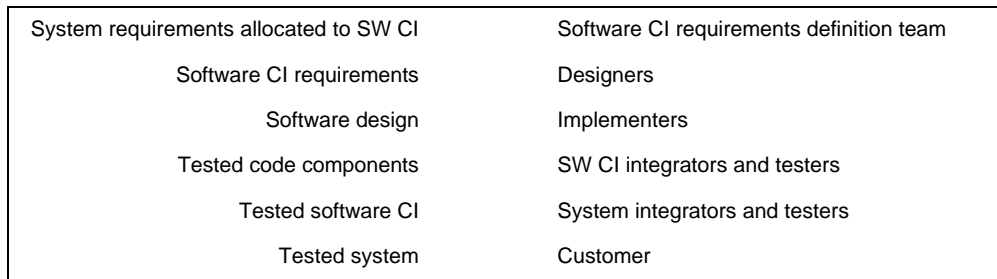 System requirements allocated to SW CI Software CI requirements definition team
Software CI requirements Designers
Software design Implementers
Tested code components SW CI integrators and testers
Tested software CI System integrators and testers
Tested system Customer